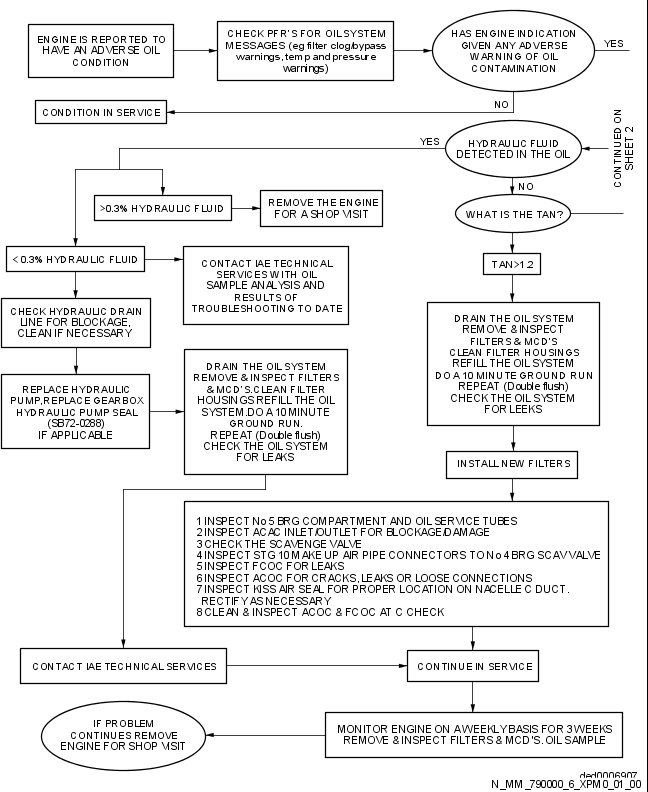 ENGINE IS REPORTED TO
HAVE AN ADVERSE OIL
CONDITION
CHECK PFR'S FOR OIL SYSTEM
MESSAGES (eg filter clog/bypass
warnings, temp and pressure
warnings)
HAS ENGINE INDICATION
GIVEN ANY ADVERSE
WARNING OF OIL
CONTAMINATION
YES
NO
CONDITION IN SERVICE
CONTINUED ON
SHEET 2
YES
HYDRAULIC FLUID
DETECTED IN THE OIL
NO
>0.3% HYDRAULIC FLUID
REMOVE THE ENGINE
FOR A SHOP VISIT
WHAT IS THE TAN?
< 0.3% HYDRAULIC FLUID
CONTACT IAE TECHNICAL
SERVICES WITH OIL
SAMPLE ANALYSIS AND
RESULTS OF
TROUBLESHOOTING TO DATE
TAN>1.2
CHECK HYDRAULIC DRAIN
LINE FOR BLOCKAGE,
CLEAN IF NECESSARY
DRAIN THE OIL SYSTEM
REMOVE & INSPECT
FILTERS & MCD'S
CLEAN FILTER HOUSINGS
REFILL THE OIL SYSTEM
DO A 10 MINUTE GROUND RUN
REPEAT (Double flush)
CHECK THE OIL SYSTEM
FOR LEEKS
REPLACE HYDRAULIC
PUMP, REPLACE GEARBOX
HYDRAULIC PUMP SEAL
(SB72-0288)
IF APPLICABLE
DRAIN THE OIL SYSTEM
REMOVE & INSPECT FILTERS
& MCD'S. CLEAN FILTER
HOUSINGS REFILL THE OIL
SYSTEM. DO A 10 MINUTE
GROUND RUN.
REPEAT (Double flush)
CHECK THE OIL SYSTEM
FOR LEAKS
INSTALL NEW FILTERS
1 INSPECT No 5 BRG COMPARTMENT AND OIL SERVICE TUBES
2 INSPECT ACAC INLET/OUTLET FOR BLOCKAGE/DAMAGE
3 CHECK THE SCAVENGE VALVE
4 INSPECT STG 10 MAKE UP AIR PIPE CONNECTORS TO No 4 BRG SCAV VALVE
5 INSPECT FCOC FOR LEAKS
6 INSPECT ACOC FOR CRACKS, LEAKS OR LOOSE CONNECTIONS
7 INSPECT KISS AIR SEAL FOR PROPER LOCATION ON NACELLE C DUCT.
RECTIFY AS NECESSARY
8 CLEAN & INSPECT ACOC & FCOC AT C CHECK
CONTACT IAE TECHNICAL SERVICES
CONTINUE IN SERVICE
IF PROBLEM
CONTINUES REMOVE
ENGINE FOR SHOP VISIT
MONITOR ENGINE ON A WEEKLY BASIS FOR 3 WEEKS
REMOVE & INSPECT FILTERS & MCD'S. OIL SAMPLE
ded0006907
N_MM_790000_6_XPM0_01_00